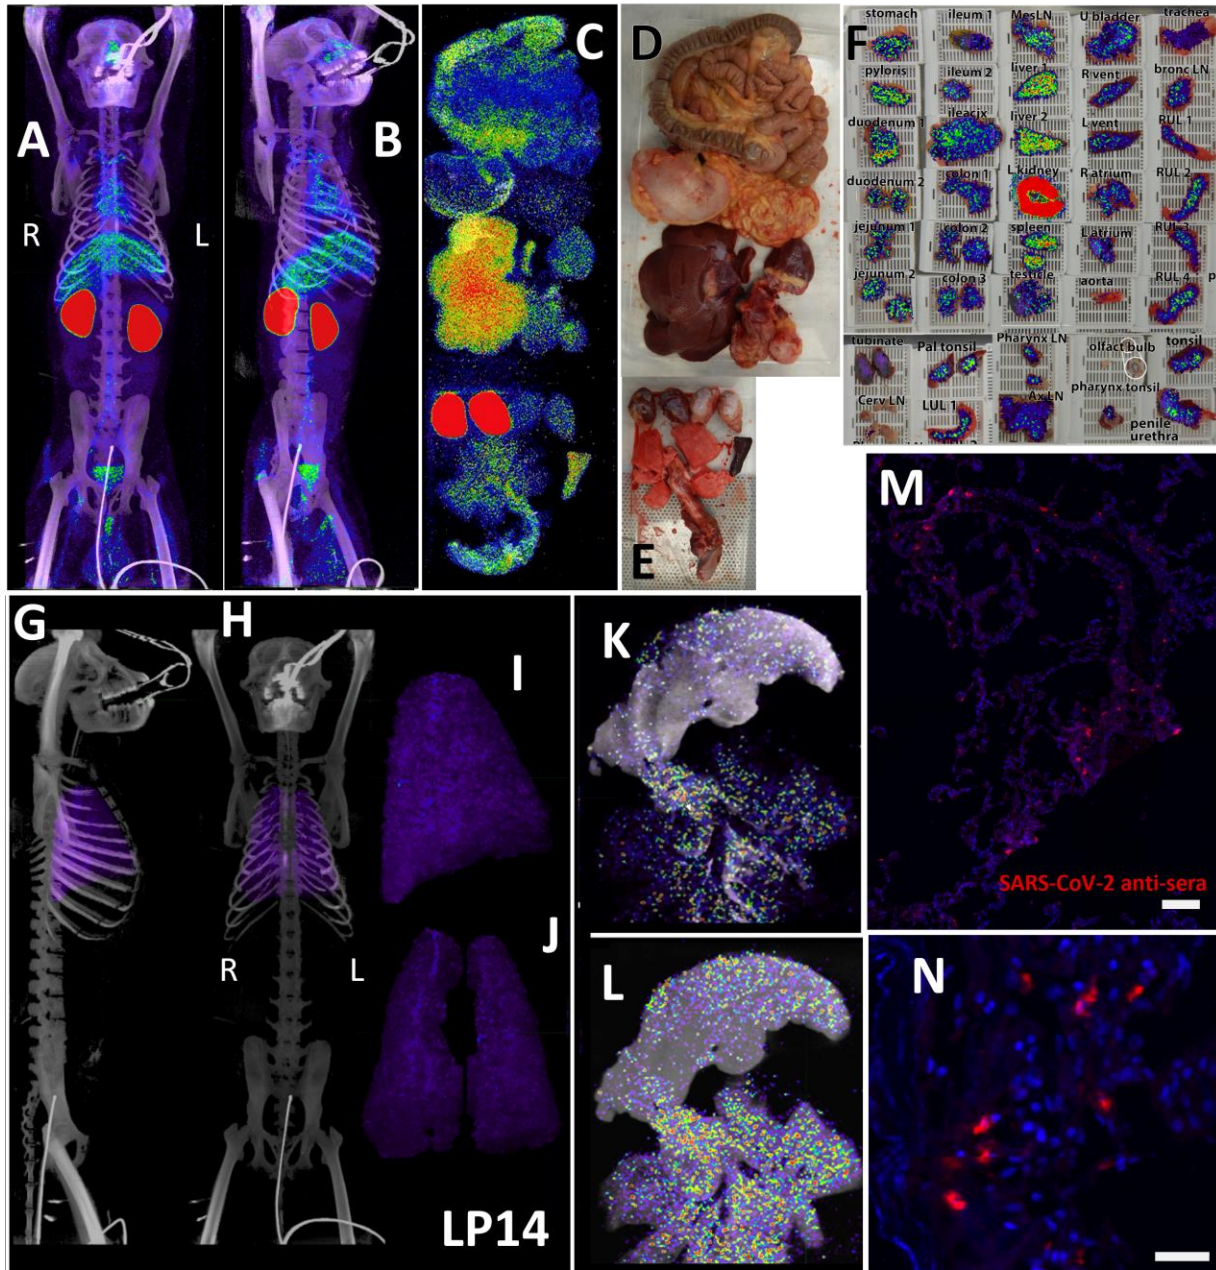 A
B
R
L
C
D
E
F
stomach
ileum 1
MesLN
U bladder
trachea
pyloris
ileum 2
liver 1
R vent
bronc LN
duodenum 1
ileacjx
liver 2
L vent
RUL 1
duodenum 2
colon 1
L kidney
R atrium
RUL 2
jejunum 1
colon 2
spleen
L atrium
RUL 3
jejunum 2
colon 3
testicle
aorta
RUL 4
p
tubinate
Pal tonsil
Pharynx LN
olfact bulb
tonsil
Cerv LN
LUL 1
Ax LN
pharynx tonsil
penile
urethra
G
H
I
R
L
J
LP14
K
L
M
SARS-CoV-2 anti-sera
N